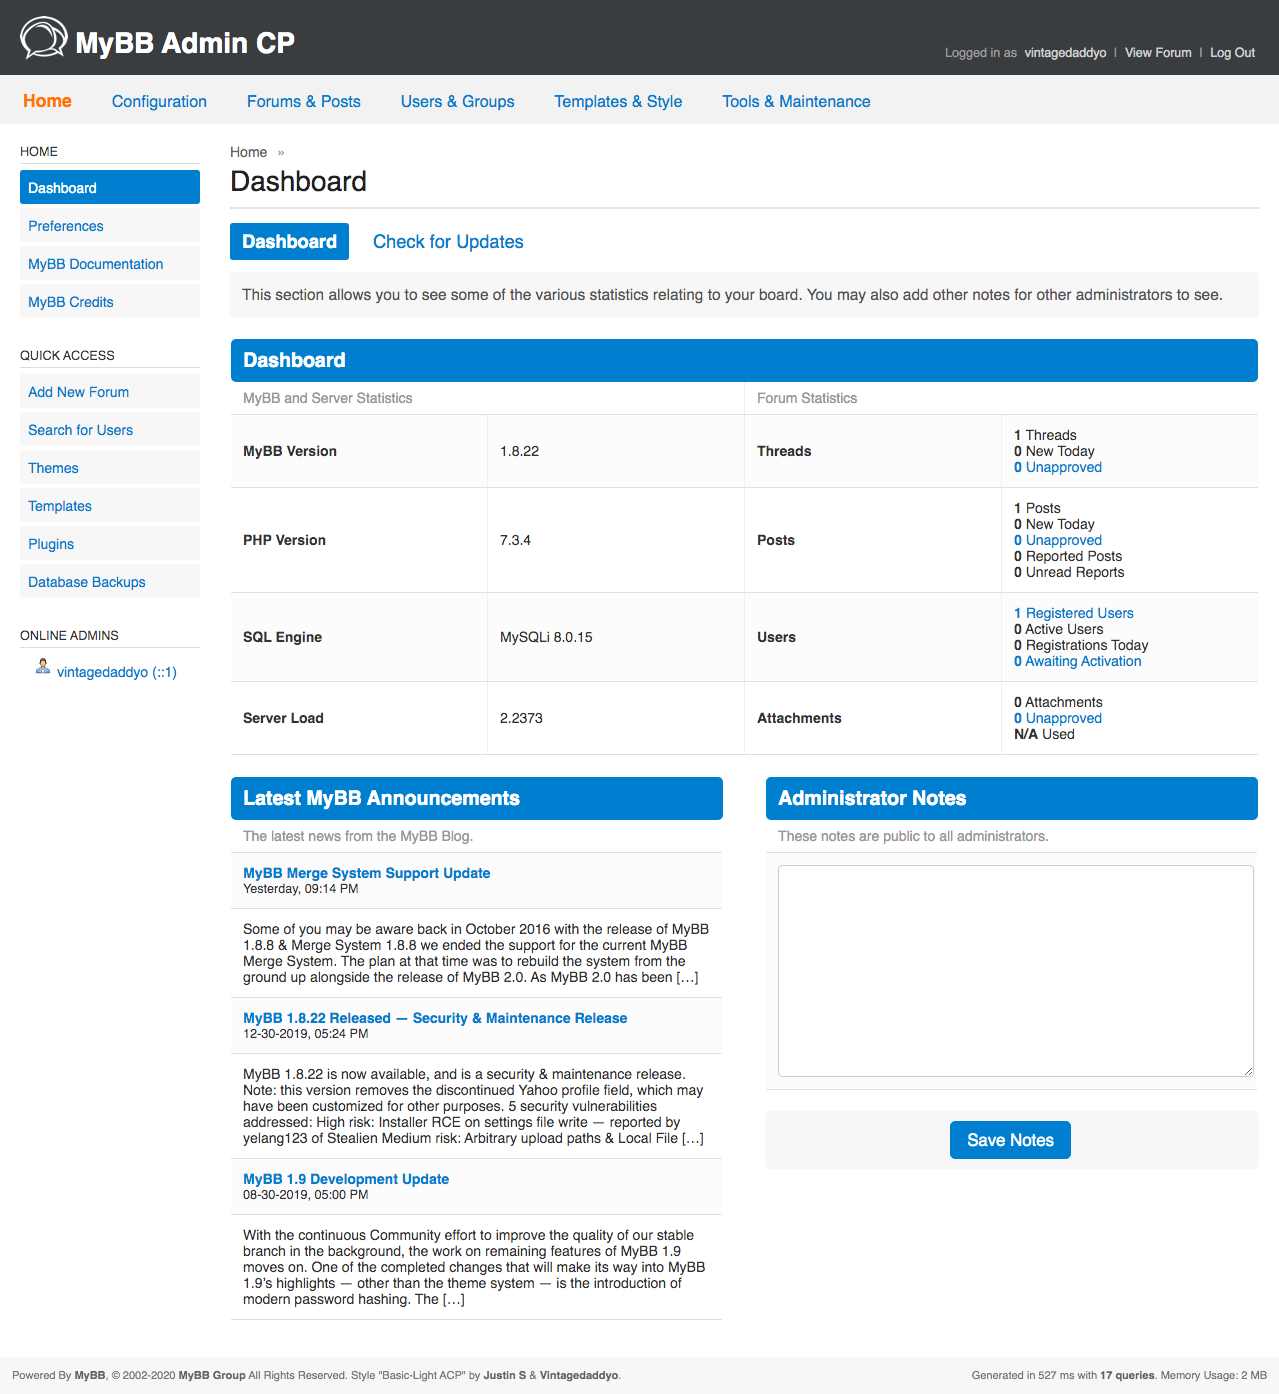 MyBB Admin CP
Logged in as vintagedaddyo | View Forum | Log Out
Home Configuration Forums & Posts Users & Groups Templates & Style Tools & Maintenance
HOME
Dashboard
Preferences
MyBB Documentation
MyBB Credits
QUICK ACCESS
Add New Forum
Search for Users
Themes
Templates
Plugins
Database Backups
ONLINE ADMINS
vintagedaddyo (::1)
Home »
Dashboard
Dashboard Check for Updates
This section allows you to see some of the various statistics relating to your board. You may also add other notes for other administrators to see.
Dashboard
MyBB and Server Statistics Forum Statistics
MyBB Version 1.8.22 Threads
1 Threads
0 New Today
0 Unapproved
PHP Version 7.3.4 Posts
1 Posts
0 New Today
0 Unapproved
0 Reported Posts
0 Unread Reports
SQL Engine MySQLi 8.0.15 Users
1 Registered Users
0 Active Users
0 Registrations Today
0 Awaiting Activation
Server Load 2.2373 Attachments
0 Attachments
0 Unapproved
N/A Used
Latest MyBB Announcements
The latest news from the MyBB Blog.
MyBB Merge System Support Update
Yesterday, 09:14 PM
Some of you may be aware back in October 2016 with the release of MyBB
1.8.8 & Merge System 1.8.8 we ended the support for the current MyBB
Merge System. The plan at that time was to rebuild the system from the
ground up alongside the release of MyBB 2.0. As MyBB 2.0 has been […]
MyBB 1.8.22 Released — Security & Maintenance Release
12-30-2019, 05:24 PM
MyBB 1.8.22 is now available, and is a security & maintenance release.
Note: this version removes the discontinued Yahoo profile field, which may
have been customized for other purposes. 5 security vulnerabilities
addressed: High risk: Installer RCE on settings file write — reported by
yelang123 of Stealien Medium risk: Arbitrary upload paths & Local File […]
MyBB 1.9 Development Update
08-30-2019, 05:00 PM
With the continuous Community effort to improve the quality of our stable
branch in the background, the work on remaining features of MyBB 1.9
moves on. One of the completed changes that will make its way into MyBB
1.9's highlights — other than the theme system — is the introduction of
modern password hashing. The […]
Administrator Notes
These notes are public to all administrators.
Save Notes
Powered By MyBB, © 2002-2020 MyBB Group All Rights Reserved. Style "Basic-Light ACP" by Justin S & Vintagedaddyo.
Generated in 527 ms with 17 queries. Memory Usage: 2 MB